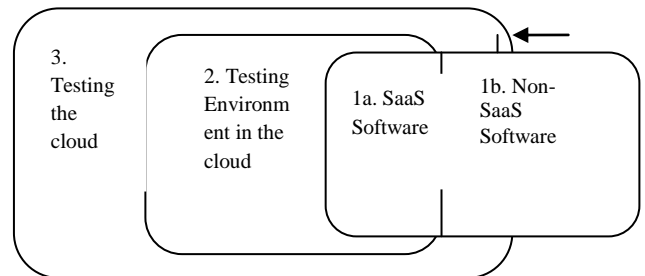 3.
Testing
the
cloud
2. Testing
Environm
ent in the
cloud
1a. SaaS
Software
1b. Non-
SaaS
Software